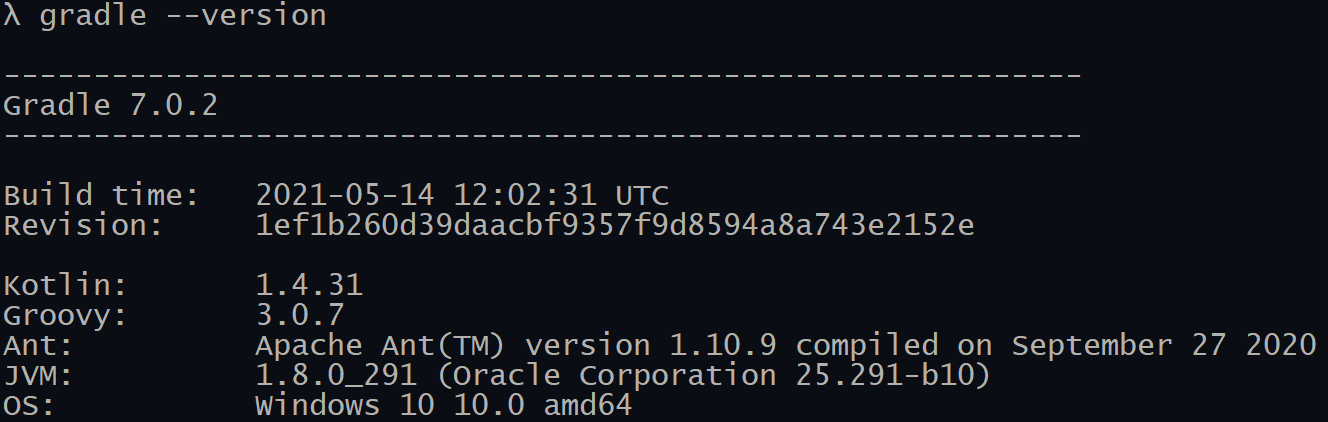 λ gradle --version
------------------------------------------------------------
Gradle 7.0.2
------------------------------------------------------------
Build time:   2021-05-14 12:02:31 UTC
Revision:     1ef1b260d39daacbf9357f9d8594a8a743e2152e
Kotlin:       1.4.31
Groovy:       3.0.7
Ant:          Apache Ant(TM) version 1.10.9 compiled on September 27 2020
JVM:          1.8.0_291 (Oracle Corporation 25.291-b10)
OS:           Windows 10 10.0 amd64